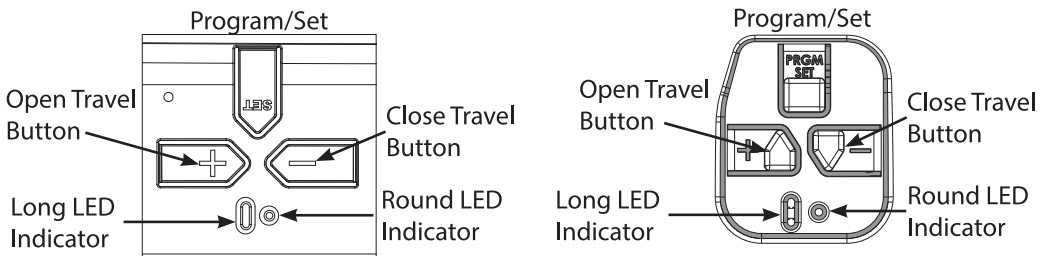 Program/Set
SET
Open Travel
Button
Close Travel
Button
+
−
Long LED
Indicator
Round LED
Indicator
Program/Set
PRGM
SET
Open Travel
Button
Close Travel
Button
+
−
Long LED
Indicator
Round LED
Indicator